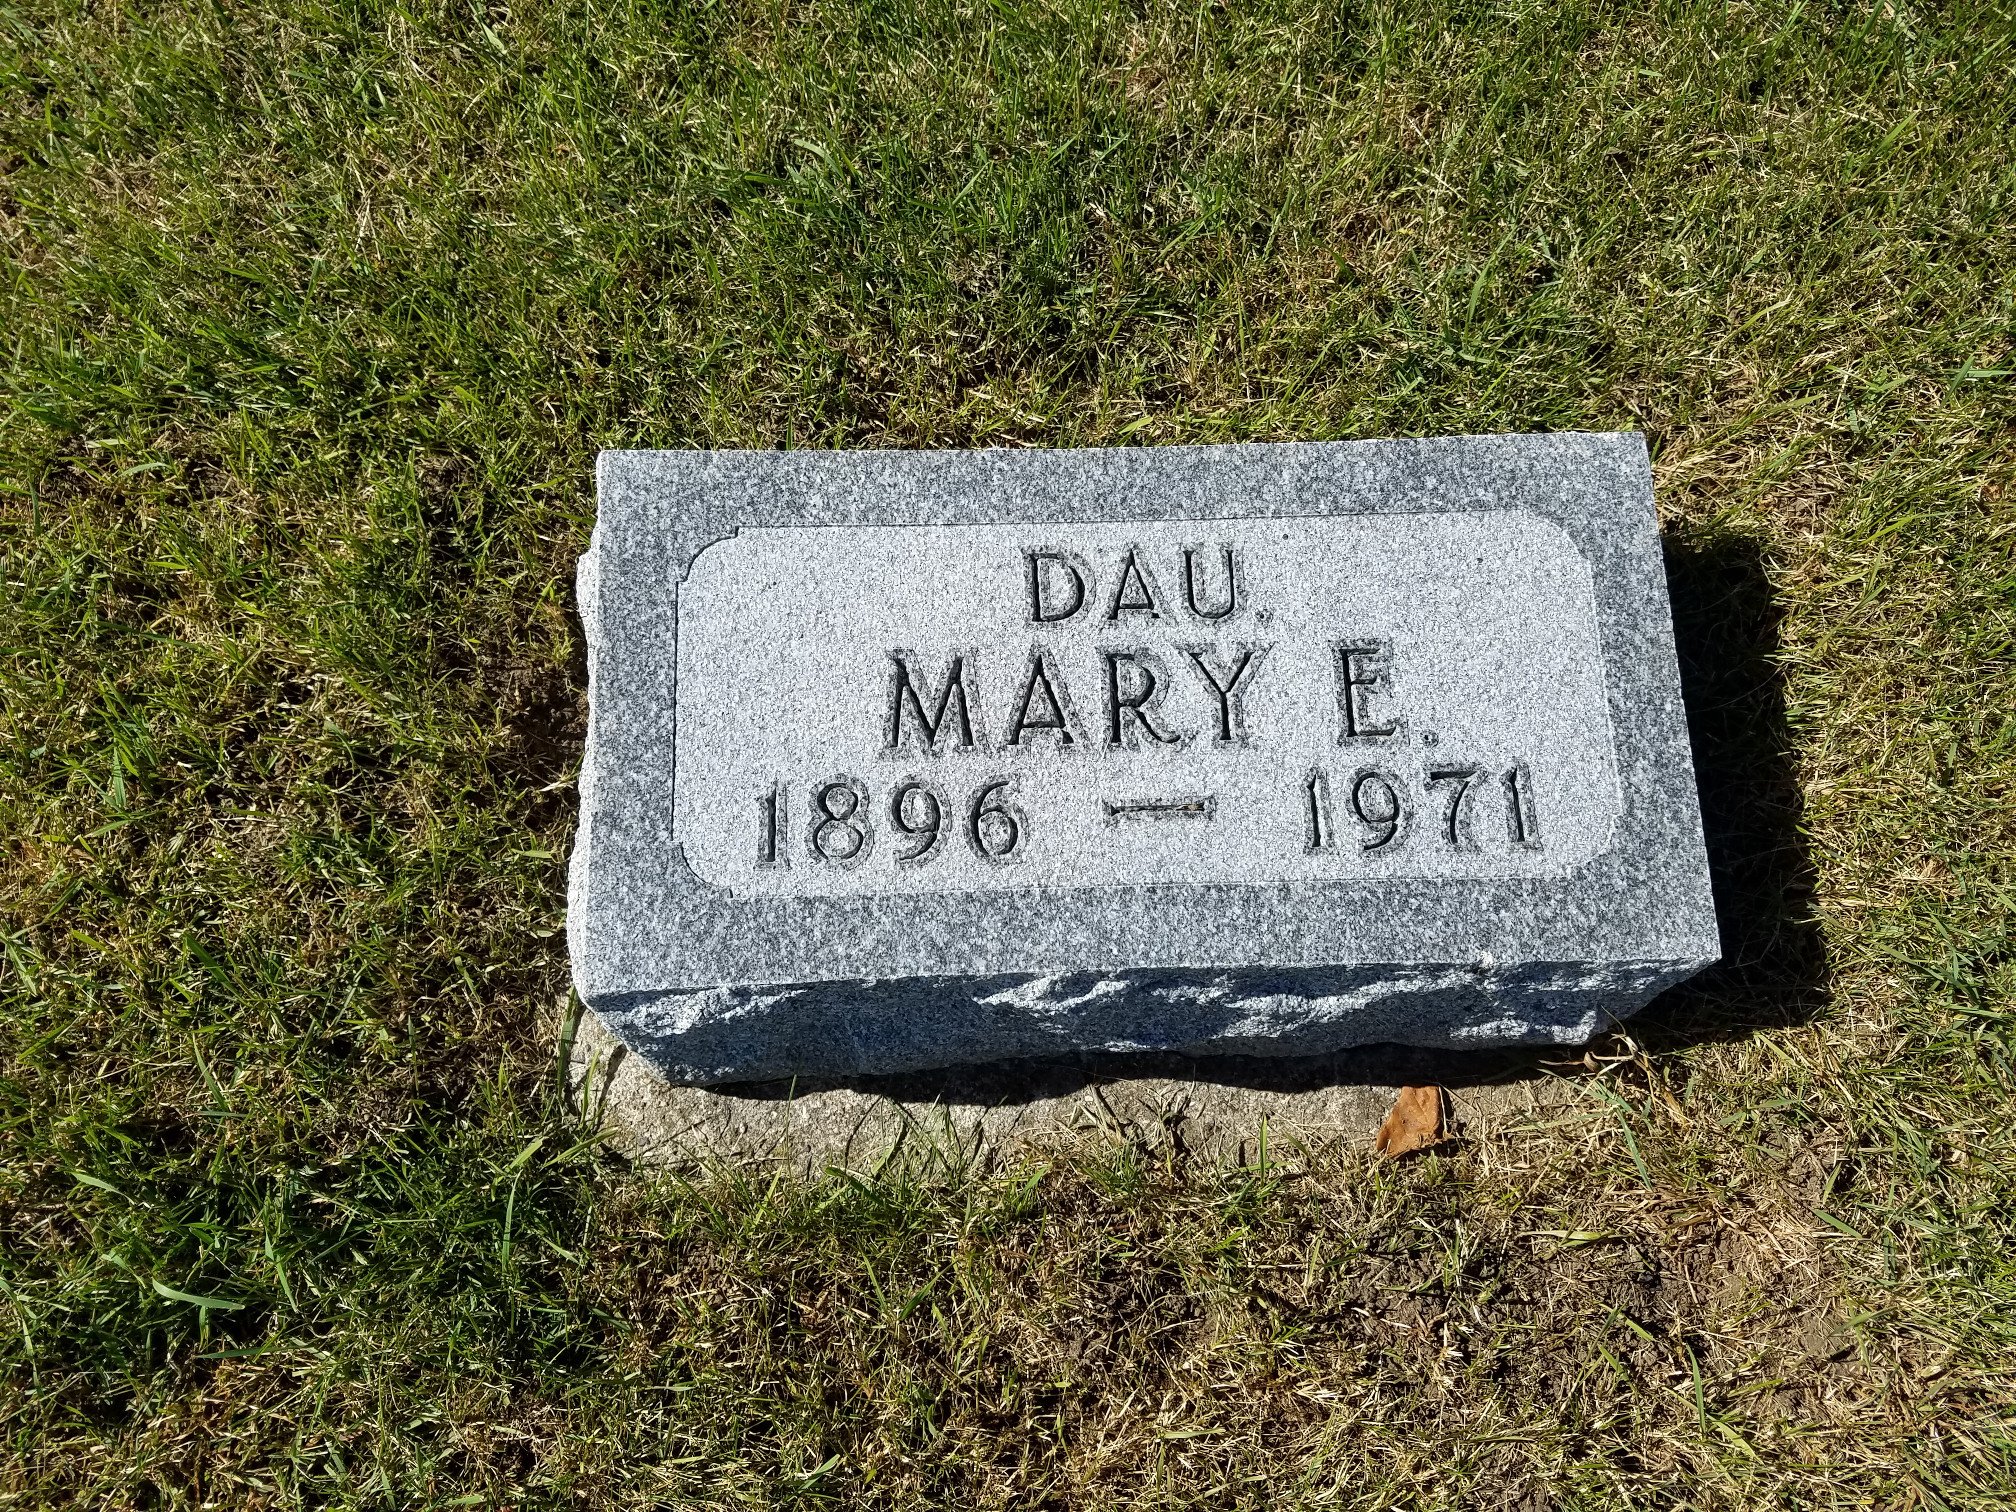 DAU.
MARY E.
1896 — 1971